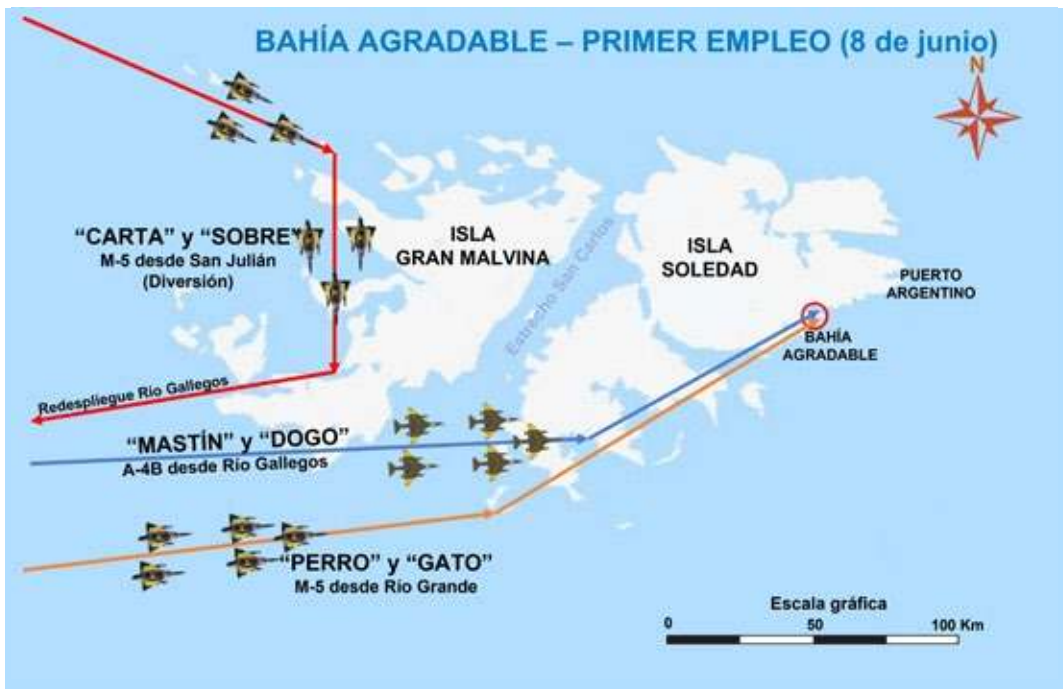 BAHÍA AGRADABLE – PRIMER EMPLEO (8 de junio)
N
“CARTA” y “SOBRE”
M-5 desde San Julián
(Diversión)
ISLA
GRAN MALVINA
Estrecho San Carlos
ISLA
SOLEDAD
PUERTO
ARGENTINO
BAHÍA
AGRADABLE
Redespliegue Río Gallegos
“MASTÍN” y “DOGO”
A-4B desde Río Gallegos
“PERRO” y “GATO”
M-5 desde Río Grande
Escala gráfica
0 50 100 Km